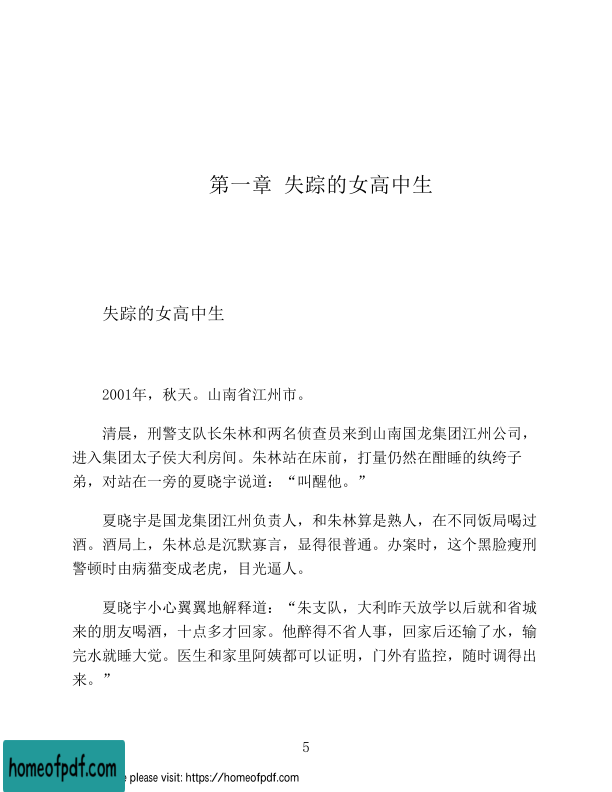 第一章 失踪的女高中生
失踪的女高中生
2001年，秋天。山南省江州市。
清晨，刑警支队长朱林和两名侦查员来到山南国龙集团江州公司，
进入集团太子侯大利房间。朱林站在床前，打量仍然在酣睡的纨绔子
弟，对站在一旁的夏晓宇说道：“叫醒他。”
夏晓宇是国龙集团江州负责人，和朱林算是熟人，在不同饭局喝过
酒。酒局上，朱林总是沉默寡言，显得很普通。办案时，这个黑脸瘦刑
警顿时由病猫变成老虎，目光逼人。
夏晓宇小心翼翼地解释道：“朱支队，大利昨天放学以后就和省城
来的朋友喝酒，十点多才回家。他醉得不省人事，回家后还输了水，输
完水就睡大觉。医生和家里阿姨都可以证明，门外有监控，随时调得出
来。”
5
homeofpdf.com
please visit: https://homeofpdf.com